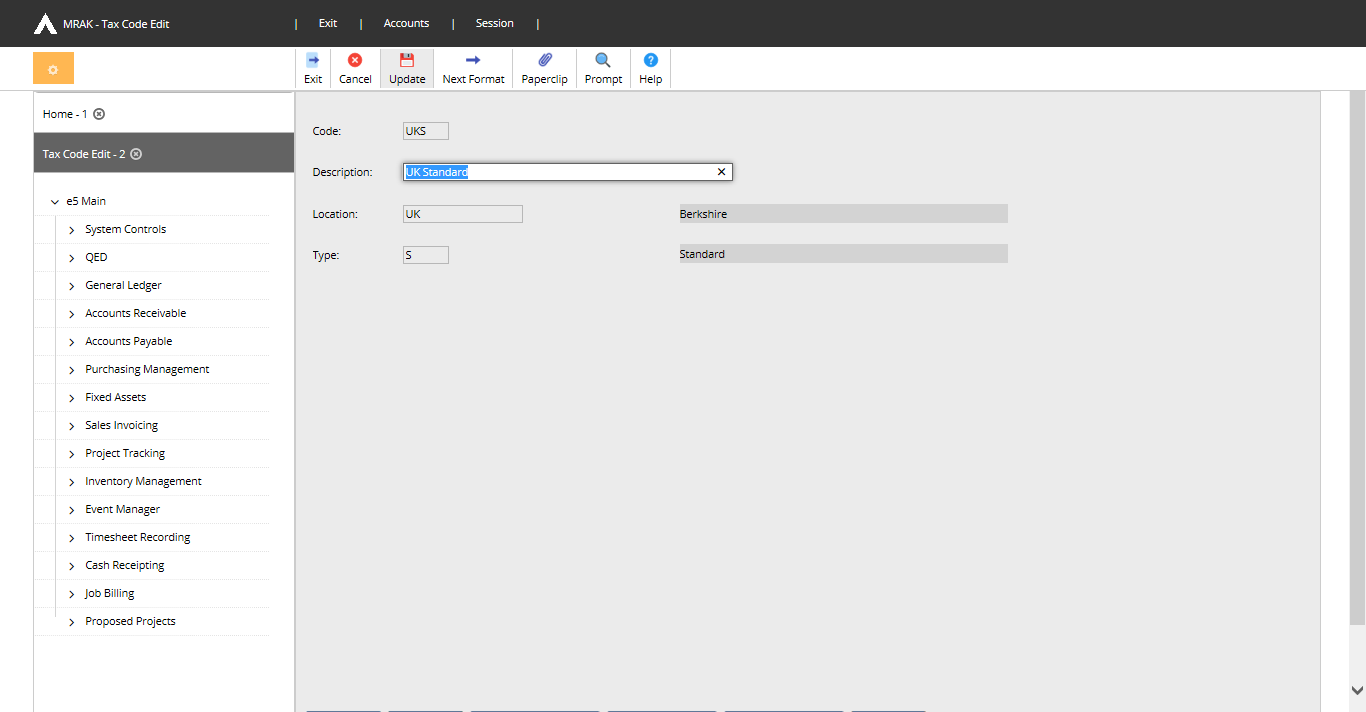 MRAK - Tax Code Edit | Exit | Accounts | Session |
Exit Cancel Update Next Format Paperclip Prompt Help
Home - 1
Tax Code Edit - 2
e5 Main
System Controls
QED
General Ledger
Accounts Receivable
Accounts Payable
Purchasing Management
Fixed Assets
Sales Invoicing
Project Tracking
Inventory Management
Event Manager
Timesheet Recording
Cash Receipting
Job Billing
Proposed Projects
Code: UKS
Description: UK Standard
Location: UK Berkshire
Type: S Standard